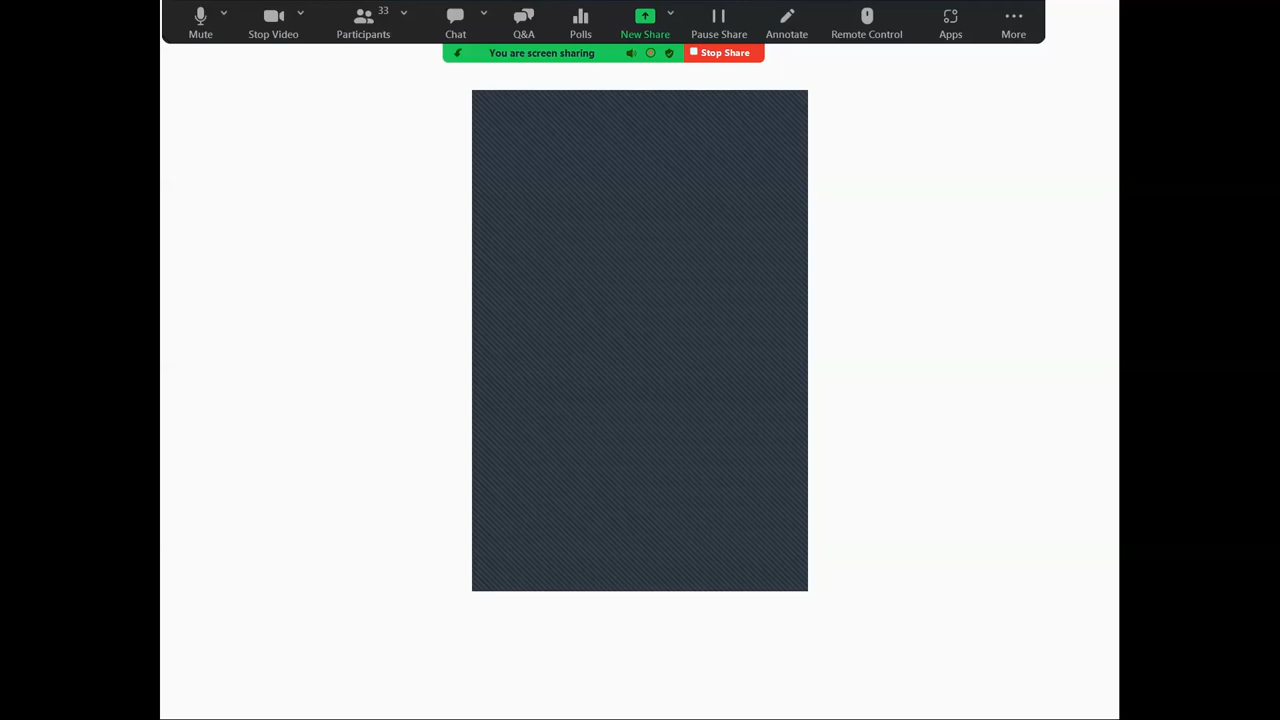 Mute
Stop Video
Participants
33
Chat
Q&A
Polls
New Share
Pause Share
Annotate
Remote Control
Apps
More
You are screen sharing
Stop Share